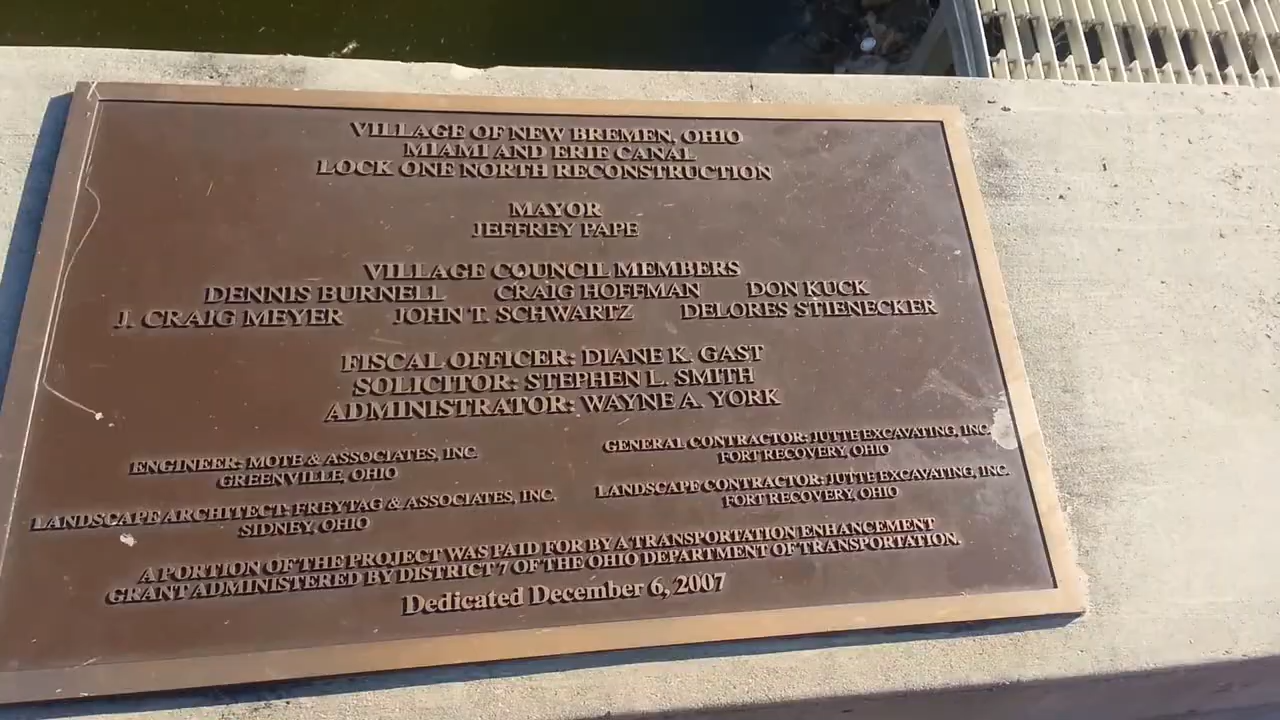 VILLAGE OF NEW BREMEN, OHIO
MIAMI AND ERIE CANAL
LOCK ONE NORTH RECONSTRUCTION
MAYOR
JEFFREY PAPE
VILLAGE COUNCIL MEMBERS
DENNIS BURNELL CRAIG HOFFMAN DON KUCK
J. CRAIG MEYER JOHN T. SCHWARTZ DELORES STIENECKER
FISCAL OFFICER: DIANE K. GAST
SOLICITOR: STEPHEN L. SMITH
ADMINISTRATOR: WAYNE A. YORK
ENGINEER: MOTE & ASSOCIATES, INC.
GREENVILLE, OHIO
GENERAL CONTRACTOR: JUTTE EXCAVATING, INC.
FORT RECOVERY, OHIO
LANDSCAPE ARCHITECT: FREYTAG & ASSOCIATES, INC.
SIDNEY, OHIO
LANDSCAPE CONTRACTOR: JUTTE EXCAVATING, INC.
FORT RECOVERY, OHIO
A PORTION OF THE PROJECT WAS PAID FOR BY A TRANSPORTATION ENHANCEMENT
GRANT ADMINISTERED BY DISTRICT 7 OF THE OHIO DEPARTMENT OF TRANSPORTATION.
Dedicated December 6, 2007